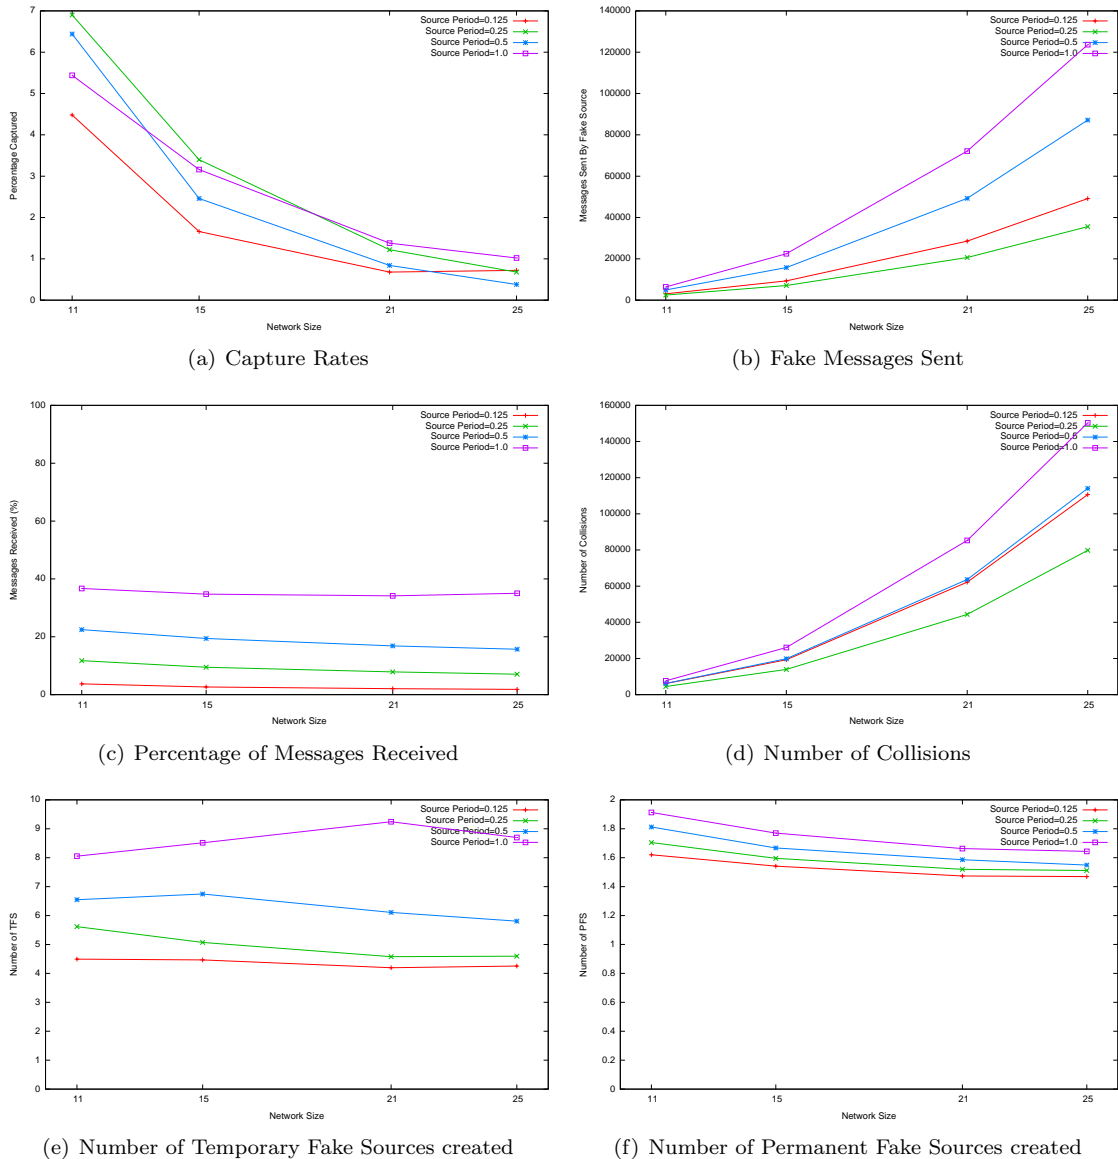 7
6
5
4
3
2
1
0
11
15
21
25
Percentage Captured
Network Size
Source Period=0.125
Source Period=0.25
Source Period=0.5
Source Period=1.0
(a) Capture Rates
140000
120000
100000
80000
60000
40000
20000
0
11
15
21
25
Messages Sent By Fake Source
Network Size
Source Period=0.125
Source Period=0.25
Source Period=0.5
Source Period=1.0
(b) Fake Messages Sent
100
80
60
40
20
0
11
15
21
25
Messages Received (%)
Network Size
Source Period=0.125
Source Period=0.25
Source Period=0.5
Source Period=1.0
(c) Percentage of Messages Received
160000
140000
120000
100000
80000
60000
40000
20000
0
11
15
21
25
Number of Collisions
Network Size
Source Period=0.125
Source Period=0.25
Source Period=0.5
Source Period=1.0
(d) Number of Collisions
10
9
8
7
6
5
4
3
2
1
0
11
15
21
25
Number of TFS
Network Size
Source Period=0.125
Source Period=0.25
Source Period=0.5
Source Period=1.0
(e) Number of Temporary Fake Sources created
2
1.8
1.6
1.4
1.2
1
0.8
0.6
0.4
0.2
0
11
15
21
25
Number of PFS
Network Size
Source Period=0.125
Source Period=0.25
Source Period=0.5
Source Period=1.0
(f) Number of Permanent Fake Sources created